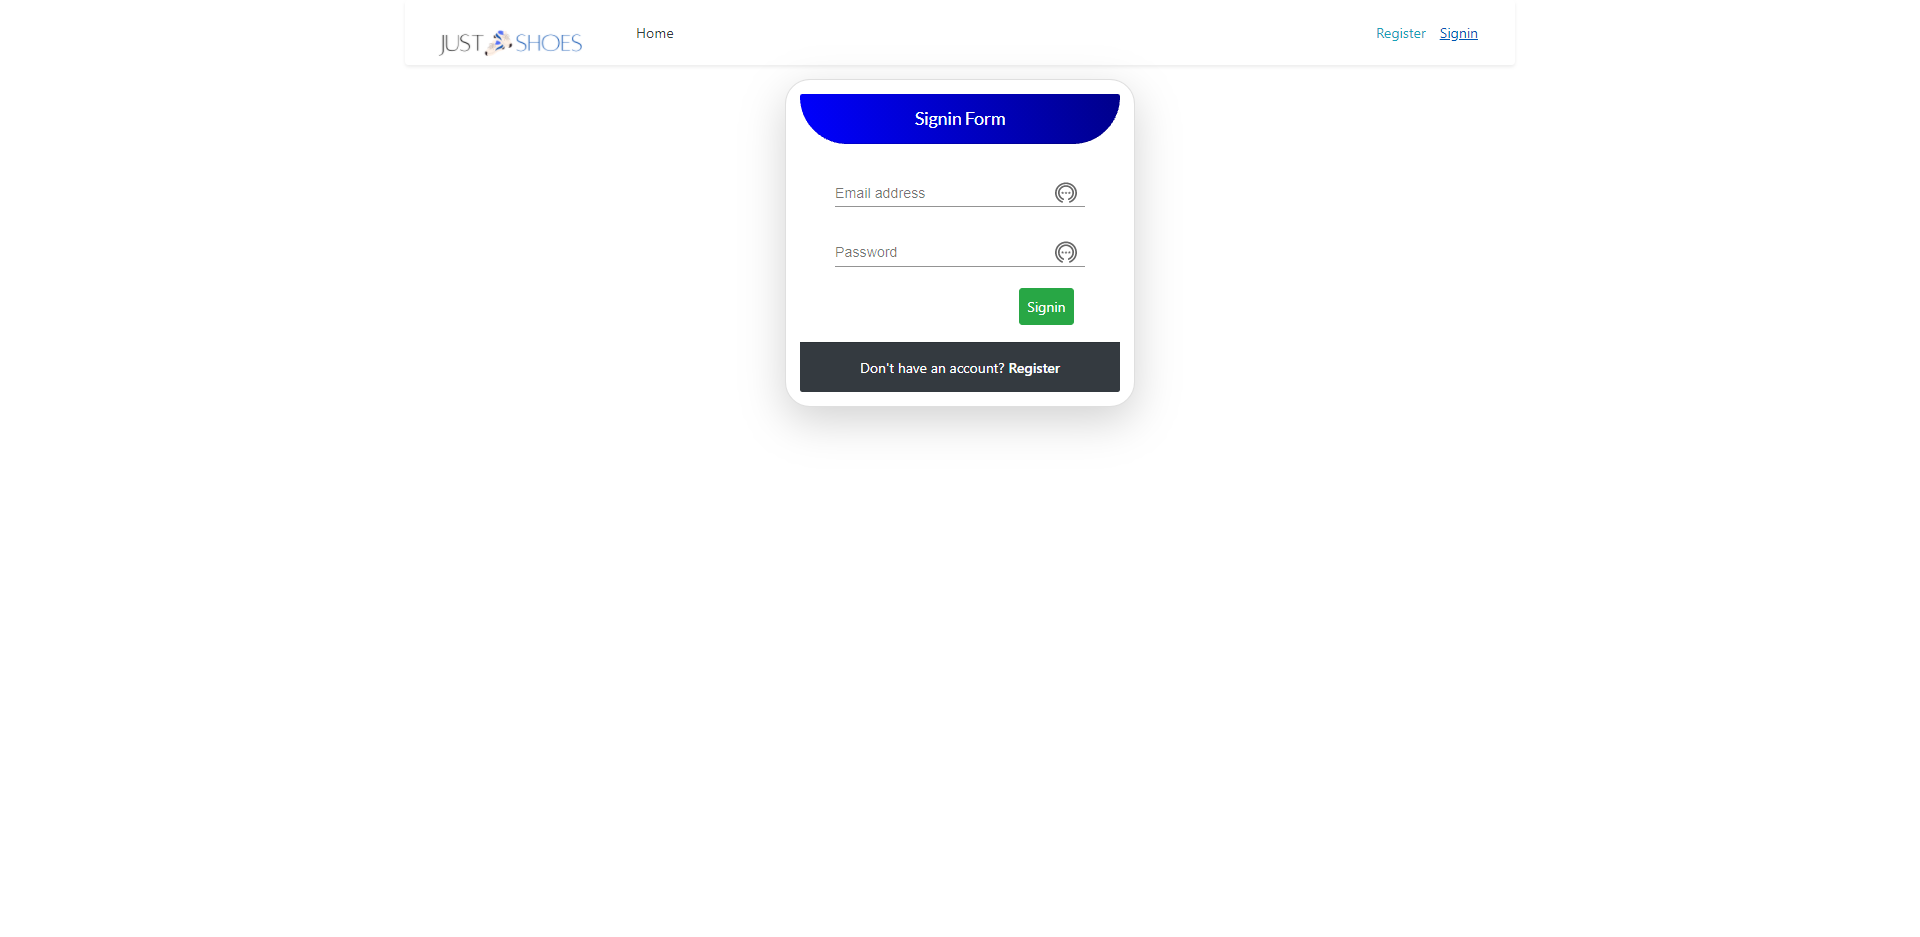 JUST SHOES
Home
Register
Signin
Signin Form
Email address
Password
Signin
Don't have an account? Register